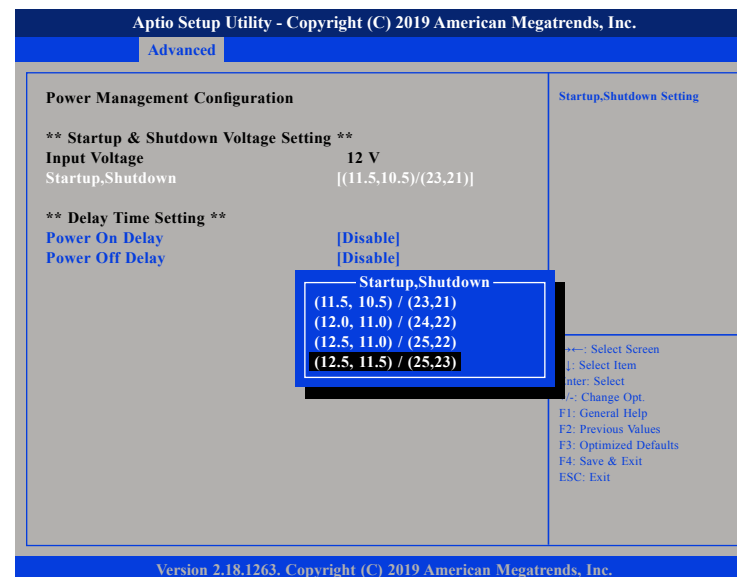 Aptio Setup Utility - Copyright (C) 2019 American Megatrends, Inc.
Advanced
Power Management Configuration
** Startup & Shutdown Voltage Setting **
Input Voltage 12 V
Startup,Shutdown [(11.5,10.5)/(23,21)]
** Delay Time Setting **
Power On Delay [Disable]
Power Off Delay [Disable]
Startup,Shutdown
(11.5, 10.5) / (23,21)
(12.0, 11.0) / (24,22)
(12.5, 11.0) / (25,22)
(12.5, 11.5) / (25,23)
Startup,Shutdown Setting
→←: Select Screen
: Select Item
Enter: Select
+/-: Change Opt.
F1: General Help
F2: Previous Values
F3: Optimized Defaults
F4: Save & Exit
ESC: Exit
Version 2.18.1263. Copyright (C) 2019 American Megatrends, Inc.